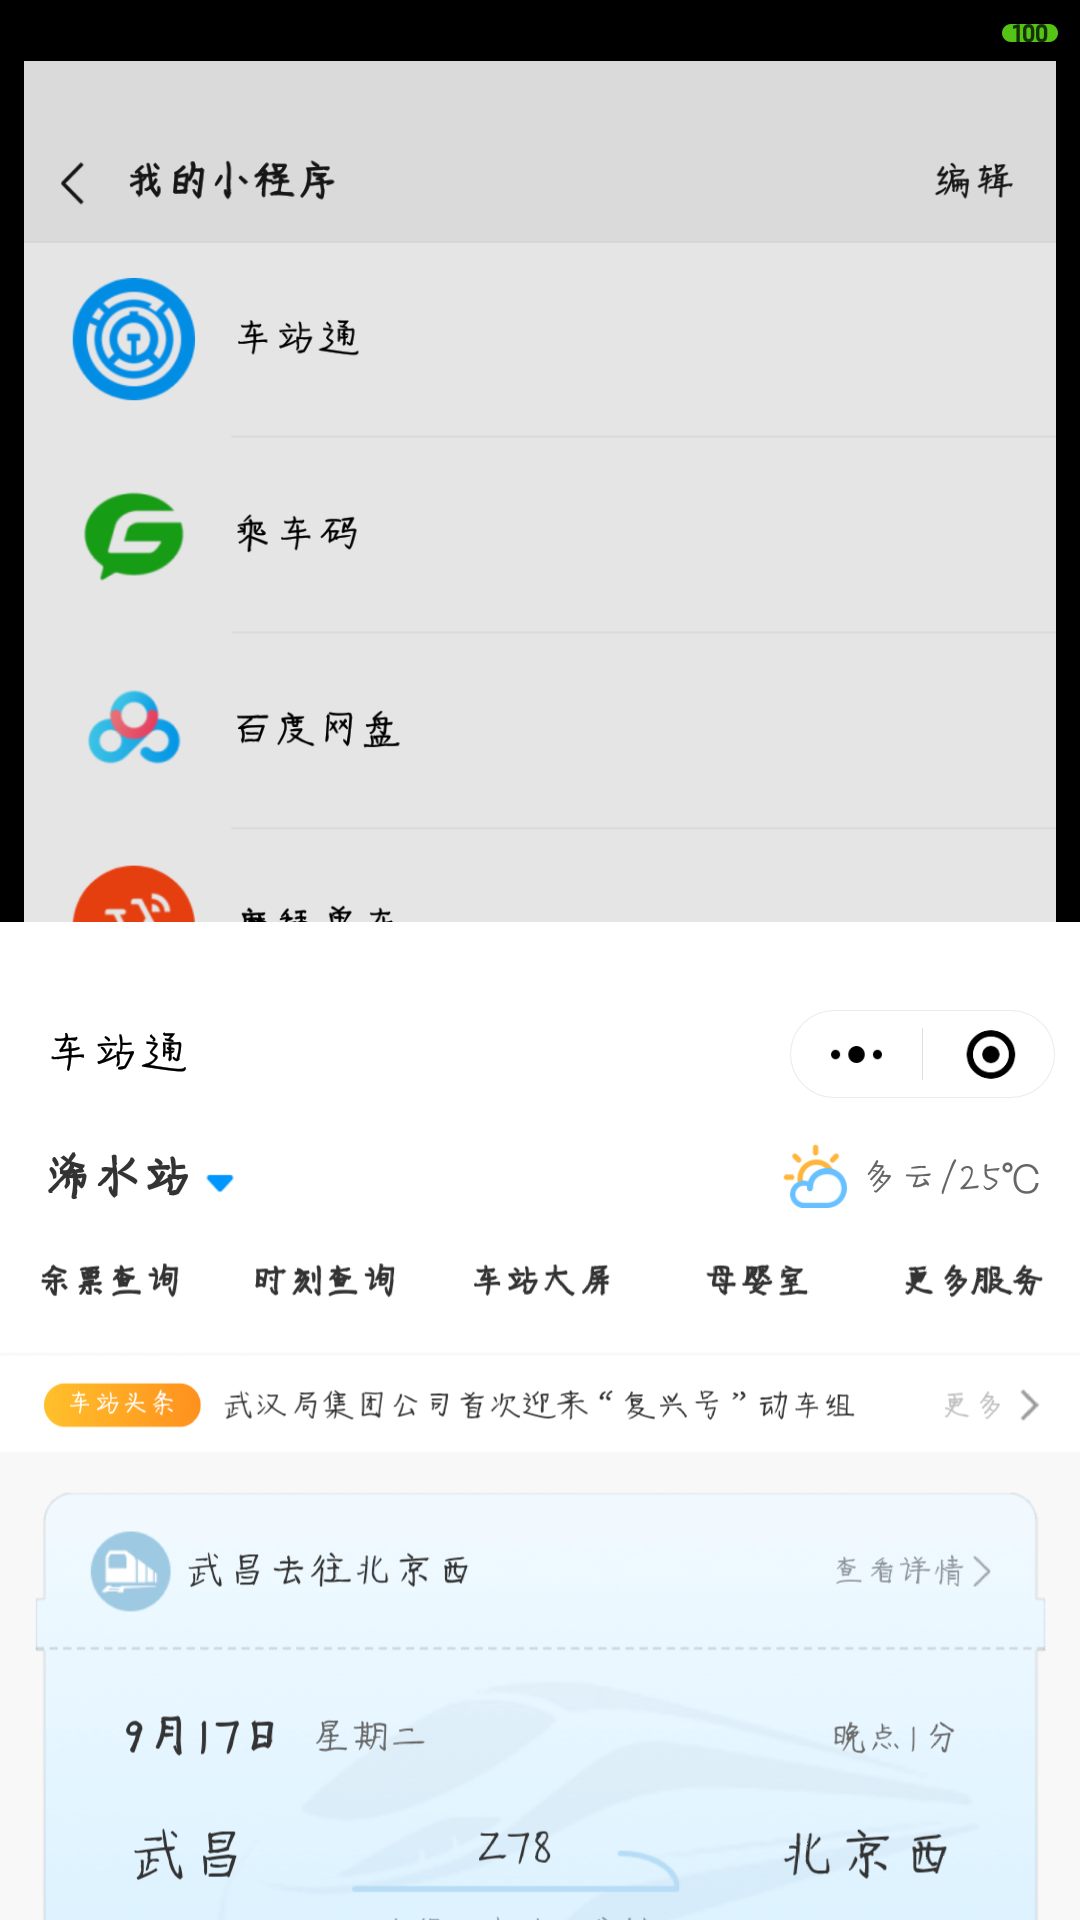 100
我的小程序 编辑
车站通
乘车码
百度网盘
摩拜单车
车站通
浠水站 多云/25℃
余票查询 时刻查询 车站大屏 母婴室 更多服务
车站头条 武汉局集团公司首次迎来“复兴号”动车组 更多
武昌去往北京西 查看详情
9月17日 星期二 晚点1分
武昌 Z78 北京西